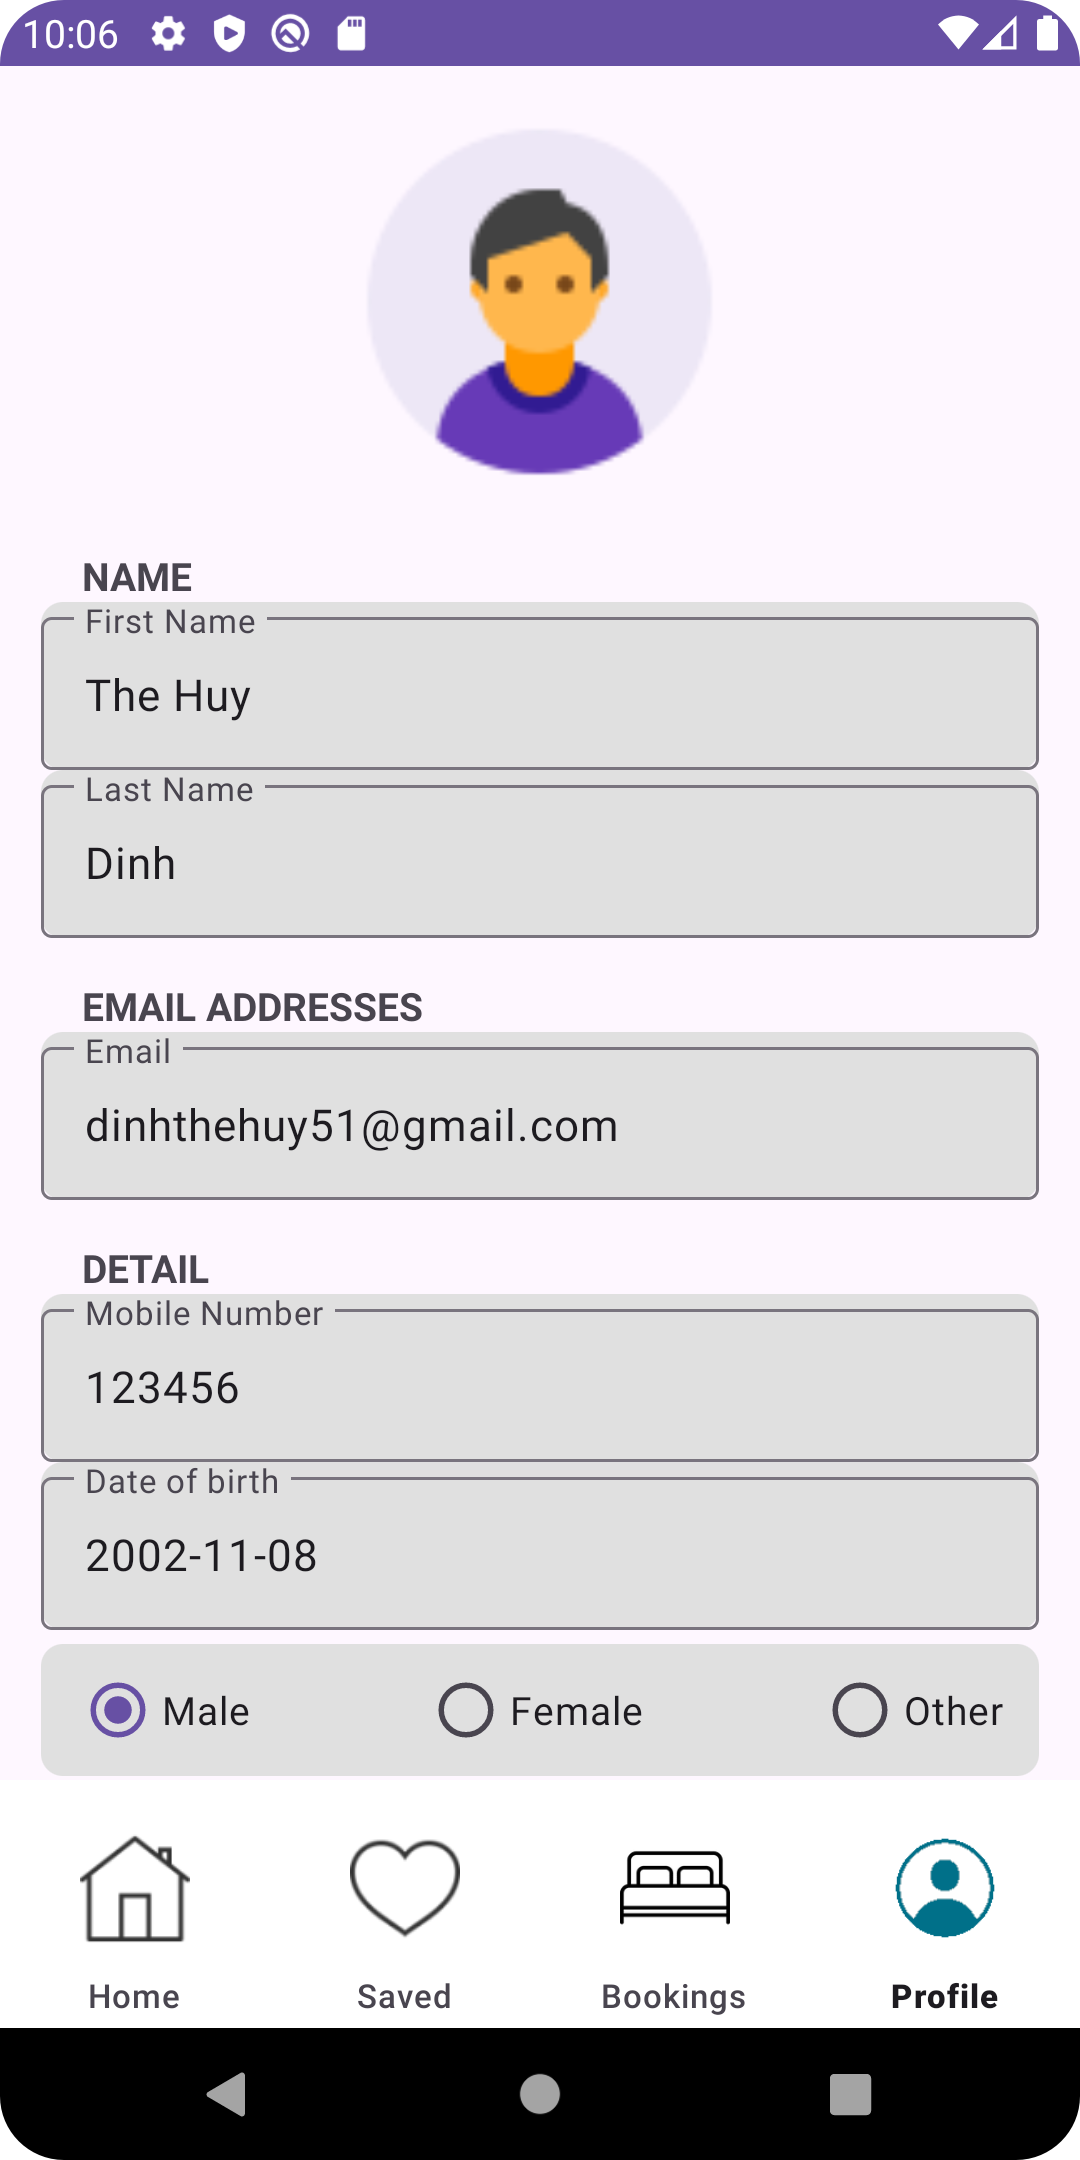 10:06
NAME
First Name
The Huy
Last Name
Dinh
EMAIL ADDRESSES
Email
dinhthehuy51@gmail.com
DETAIL
Mobile Number
123456
Date of birth
2002-11-08
Male Female Other
Home Saved Bookings Profile